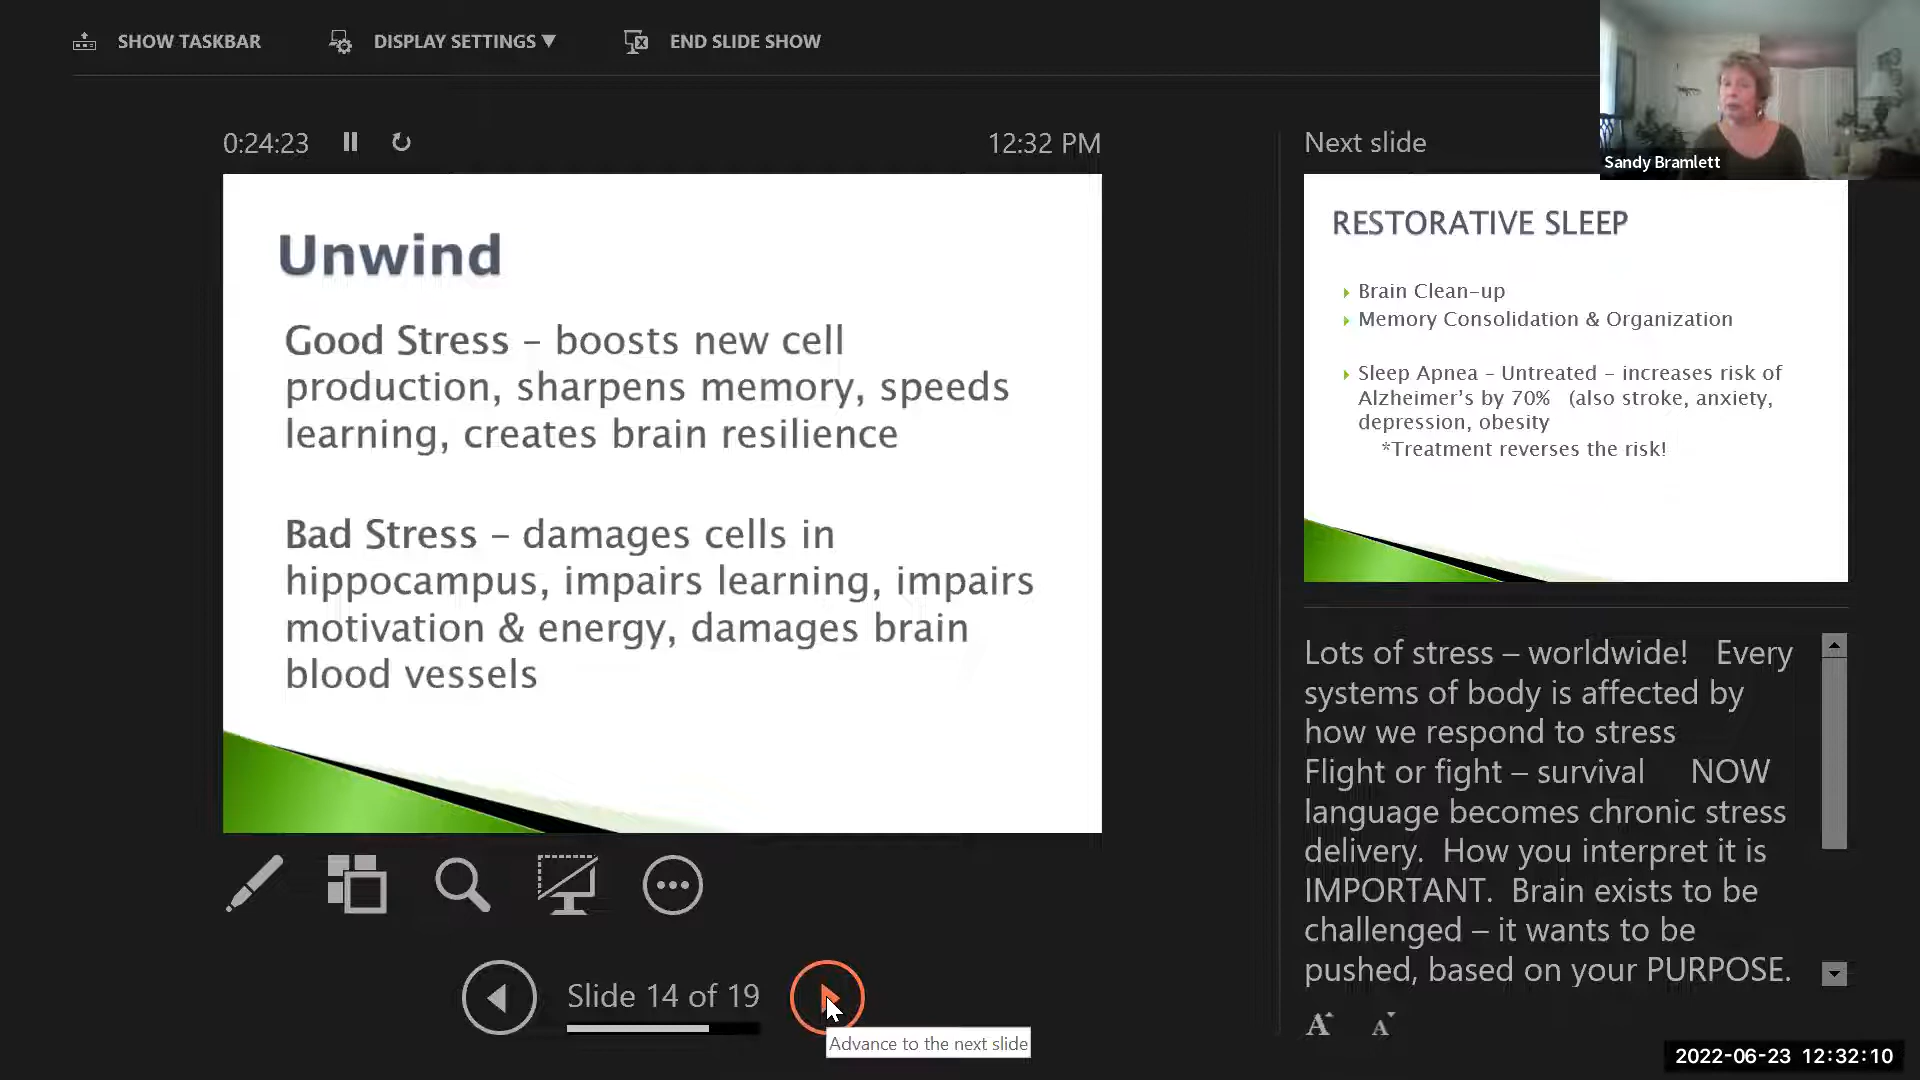 SHOW TASKBAR
DISPLAY SETTINGS ▼
END SLIDE SHOW
Sandy Bramlett
0:24:23
12:32 PM
Unwind
Good Stress – boosts new cell
production, sharpens memory, speeds
learning, creates brain resilience
Bad Stress – damages cells in
hippocampus, impairs learning, impairs
motivation & energy, damages brain
blood vessels
Slide 14 of 19
Advance to the next slide
Next slide
RESTORATIVE SLEEP
Brain Clean-up
Memory Consolidation & Organization
Sleep Apnea – Untreated – increases risk of
Alzheimer's by 70% (also stroke, anxiety,
depression, obesity
*Treatment reverses the risk!
Lots of stress – worldwide! Every
systems of body is affected by
how we respond to stress
Flight or fight – survival NOW
language becomes chronic stress
delivery. How you interpret it is
IMPORTANT. Brain exists to be
challenged – it wants to be
pushed, based on your PURPOSE.
A A
2022-06-23 12:32:10